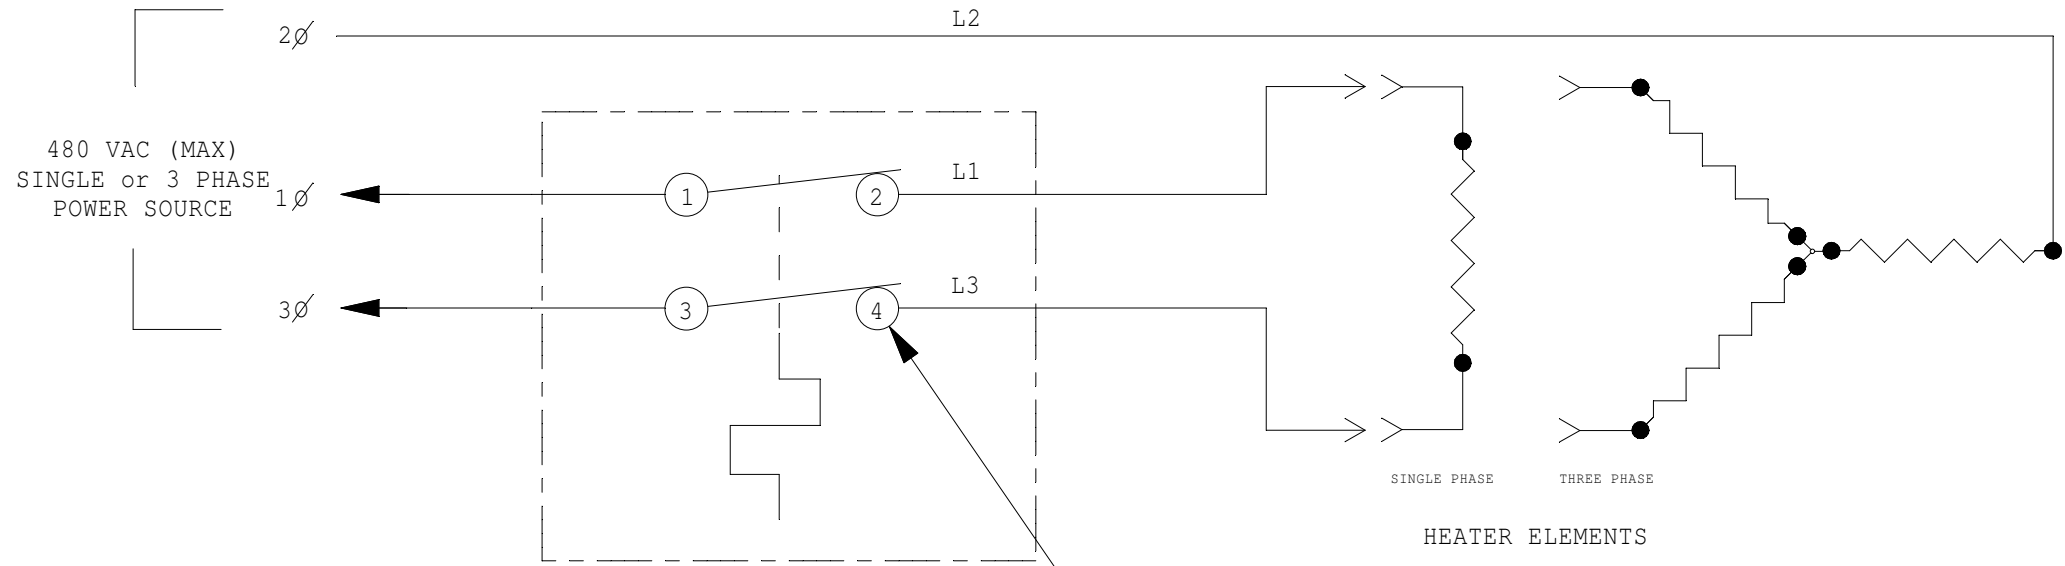 L2
2∅
480 VAC (MAX)
SINGLE or 3 PHASE
POWER SOURCE
1∅
1
2
L1
3∅
3
4
L3
SINGLE PHASE
THREE PHASE
HEATER ELEMENTS